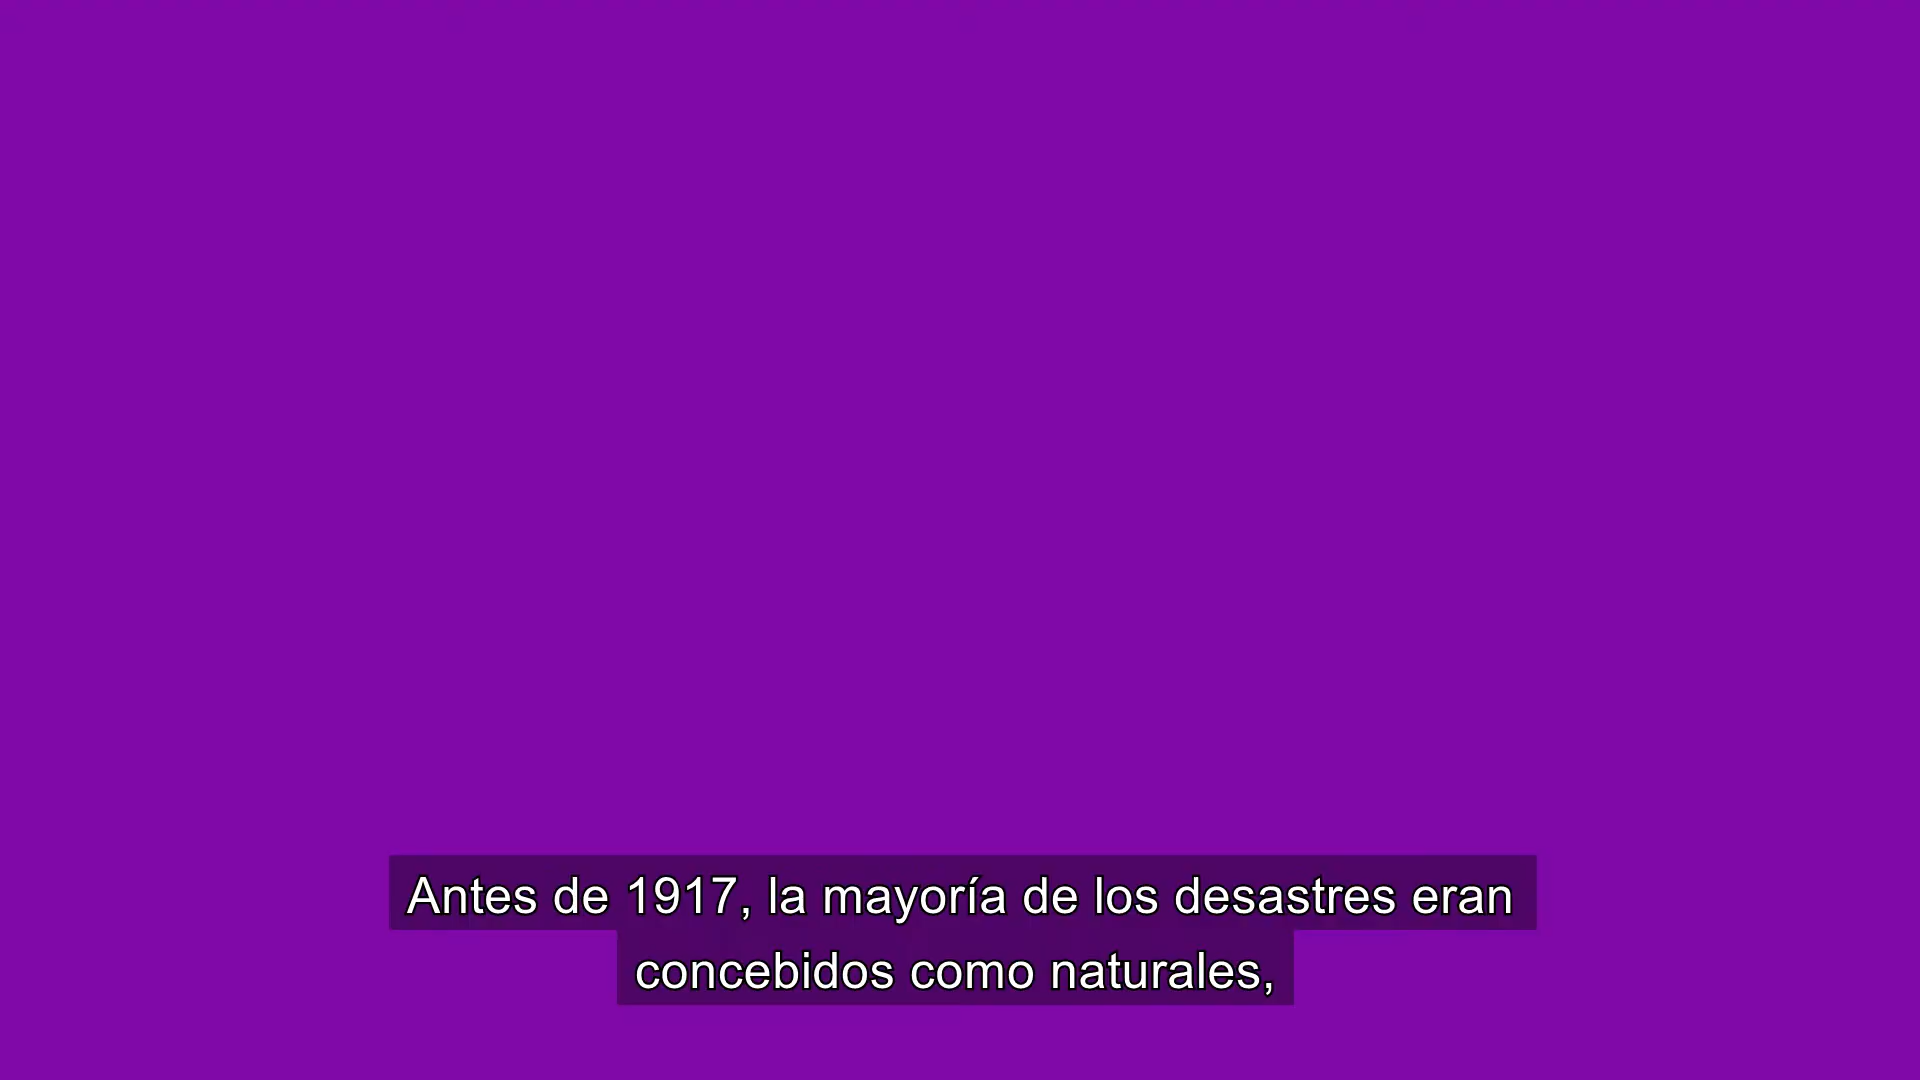 Antes de 1917, la mayoría de los desastres eran
concebidos como naturales,